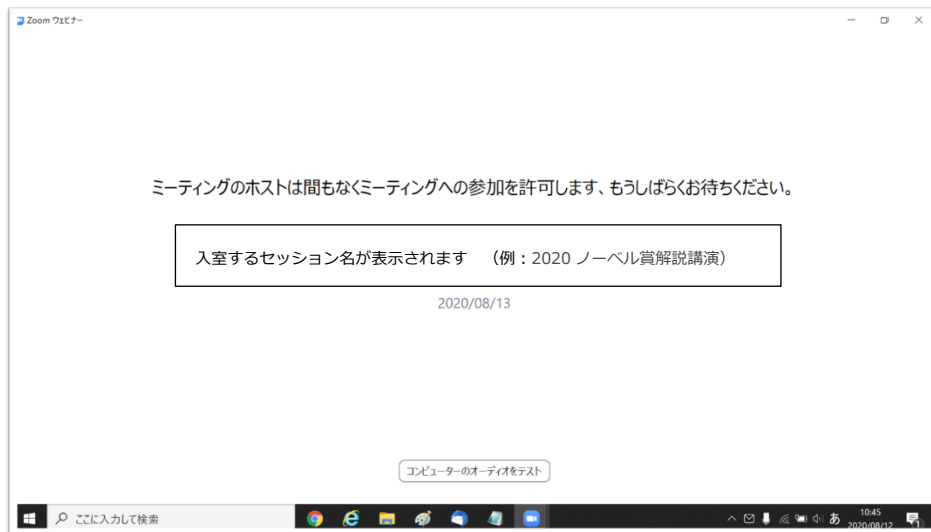 Zoom ウェビナー
ミーティングのホストは間もなくミーティングへの参加を許可します、もうしばらくお待ちください。
入室するセッション名が表示されます （例：2020 ノーベル賞解説講演）
2020/08/13
コンピューターのオーディオをテスト
ここに入力して検索
あ
10:45
2020/08/12